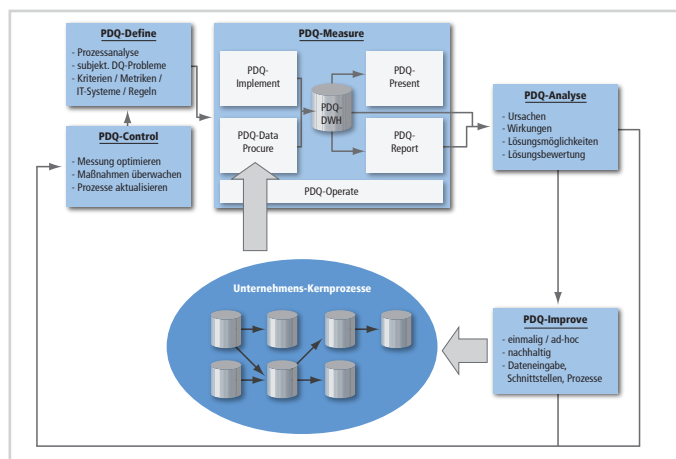 PDQ-Define
- Prozessanalyse
- subjekt. DQ-Probleme
- Kriterien / Metriken /
IT-Systeme / Regeln
PDQ-Control
- Messung optimieren
- Maßnahmen überwachen
- Prozesse aktualisieren
PDQ-Measure
PDQ-
Implement
PDQ-Data
Procure
PDQ-
DWH
PDQ-
Present
PDQ-
Report
PDQ-Operate
PDQ-Analyse
- Ursachen
- Wirkungen
- Lösungsmöglichkeiten
- Lösungsbewertung
Unternehmens-Kernprozesse
PDQ-Improve
- einmalig / ad-hoc
- nachhaltig
- Dateneingabe,
Schnittstellen, Prozesse